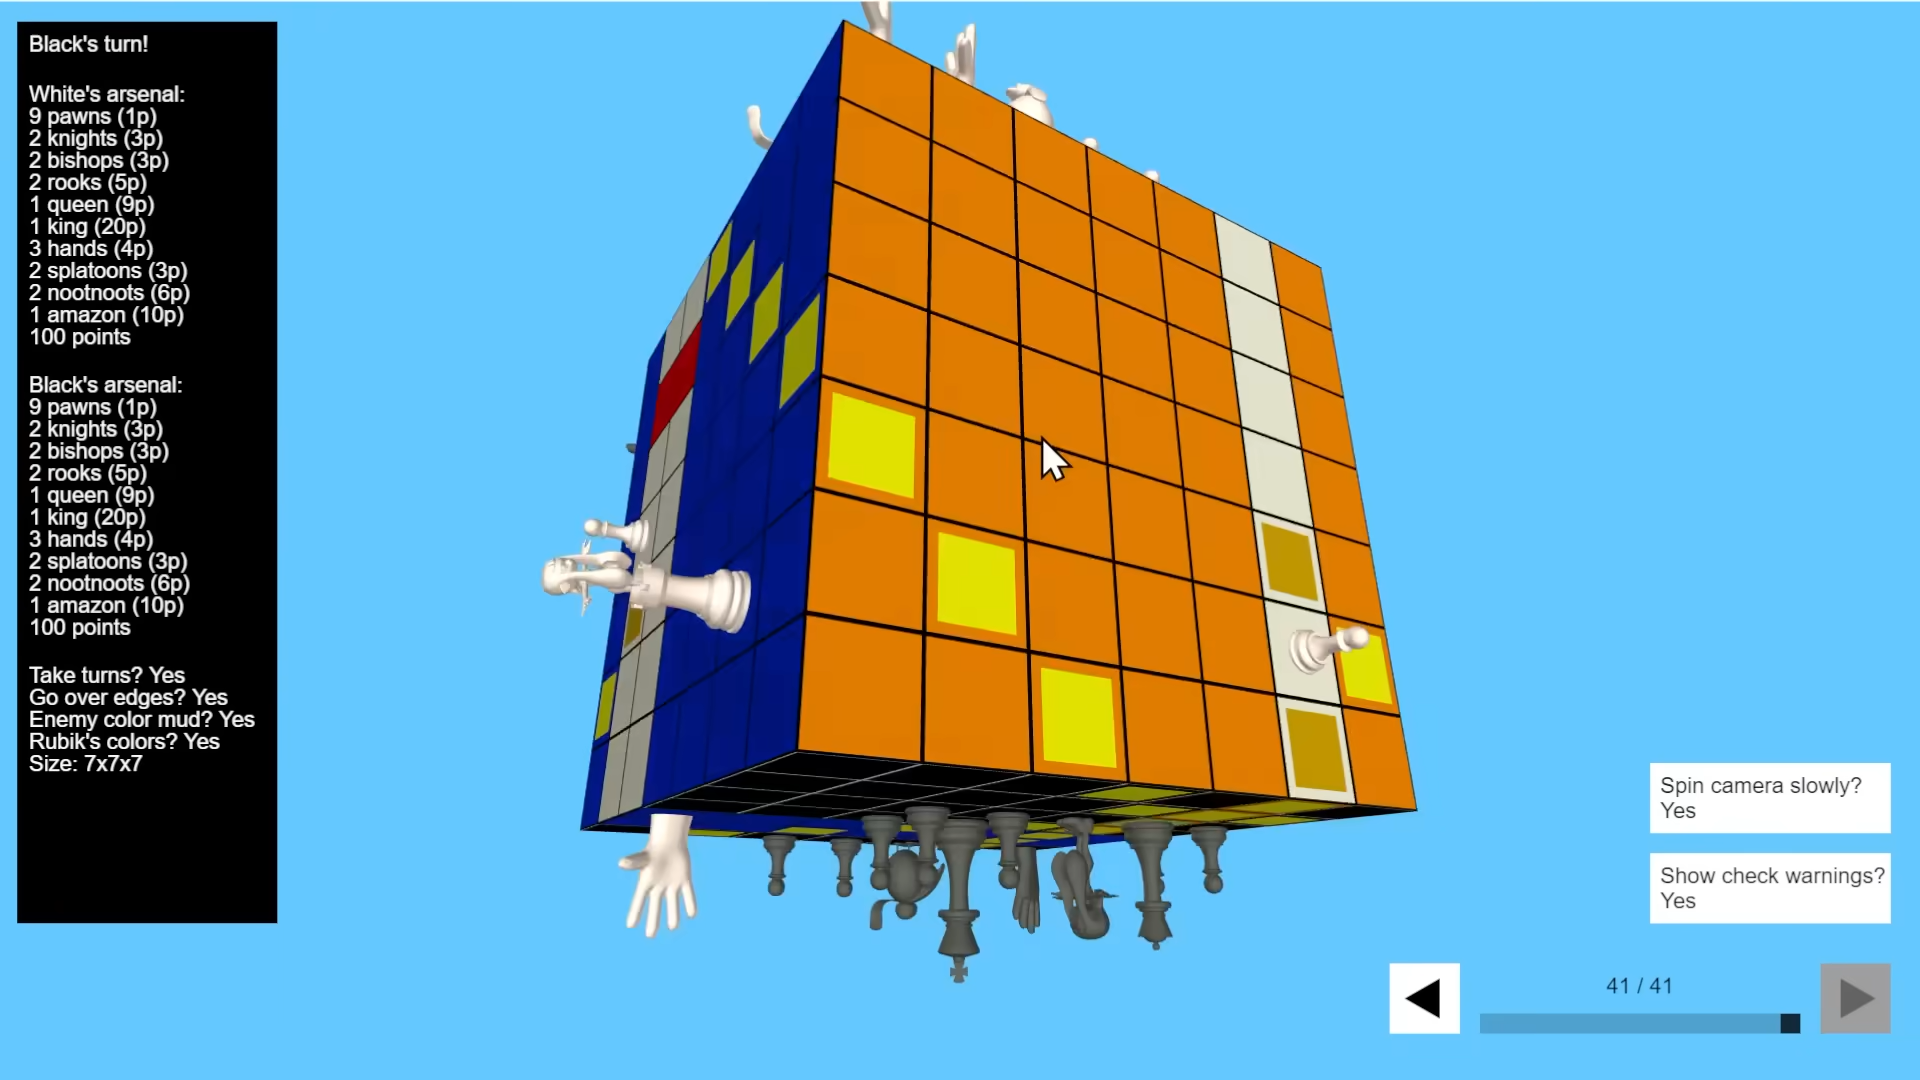 Black's turn!
White's arsenal:
9 pawns (1p)
2 knights (3p)
2 bishops (3p)
2 rooks (5p)
1 queen (9p)
1 king (20p)
3 hands (4p)
2 splatoons (3p)
2 nootnoots (6p)
1 amazon (10p)
100 points
Black's arsenal:
9 pawns (1p)
2 knights (3p)
2 bishops (3p)
2 rooks (5p)
1 queen (9p)
1 king (20p)
3 hands (4p)
2 splatoons (3p)
2 nootnoots (6p)
1 amazon (10p)
100 points
Take turns? Yes
Go over edges? Yes
Enemy color mud? Yes
Rubik's colors? Yes
Size: 7x7x7
Spin camera slowly?
Yes
Show check warnings?
Yes
41 / 41